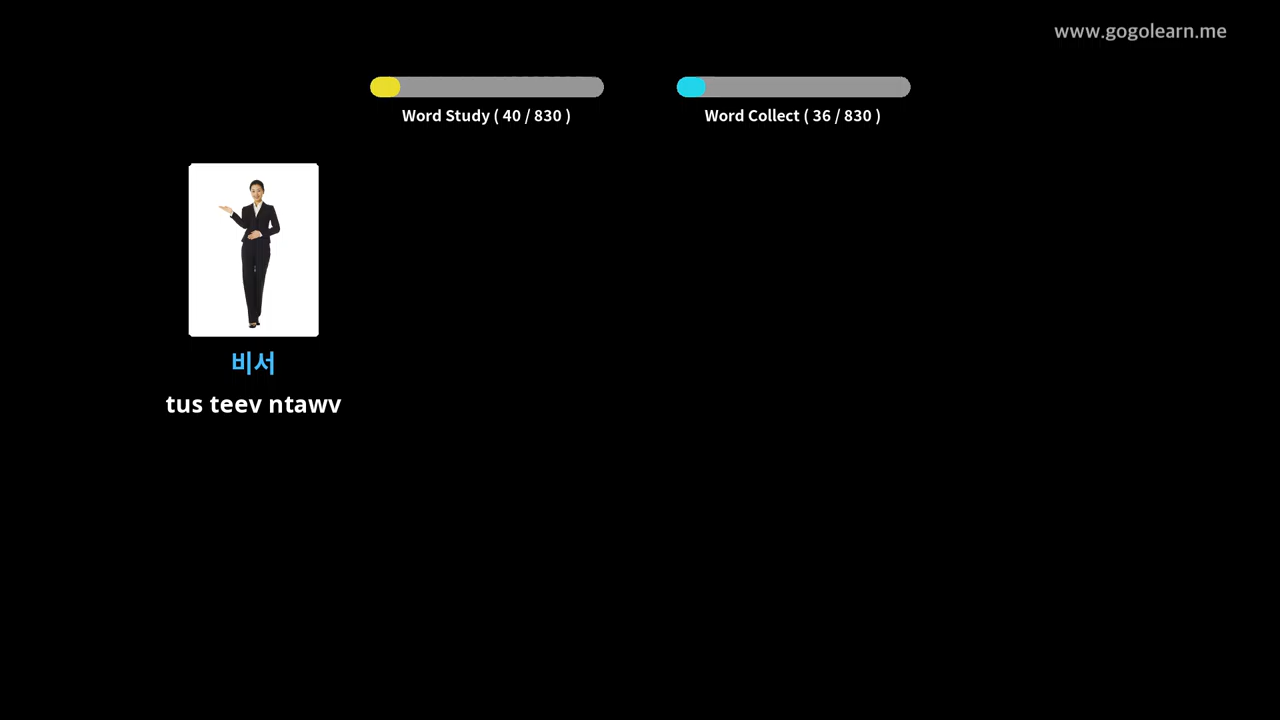 www.gogolearn.me
Word Study ( 40 / 830 )
Word Collect ( 36 / 830 )
비서
tus teev ntawv